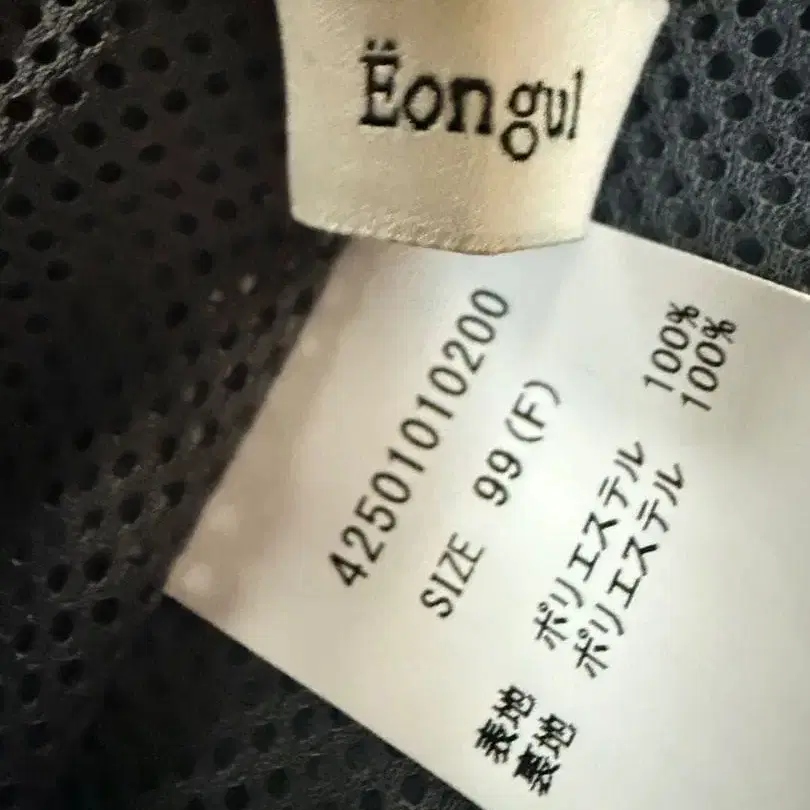 Ëongul
42501010200
SIZE 99(F)
表地 ポリエステル 100%
裏地 ポリエステル 100%